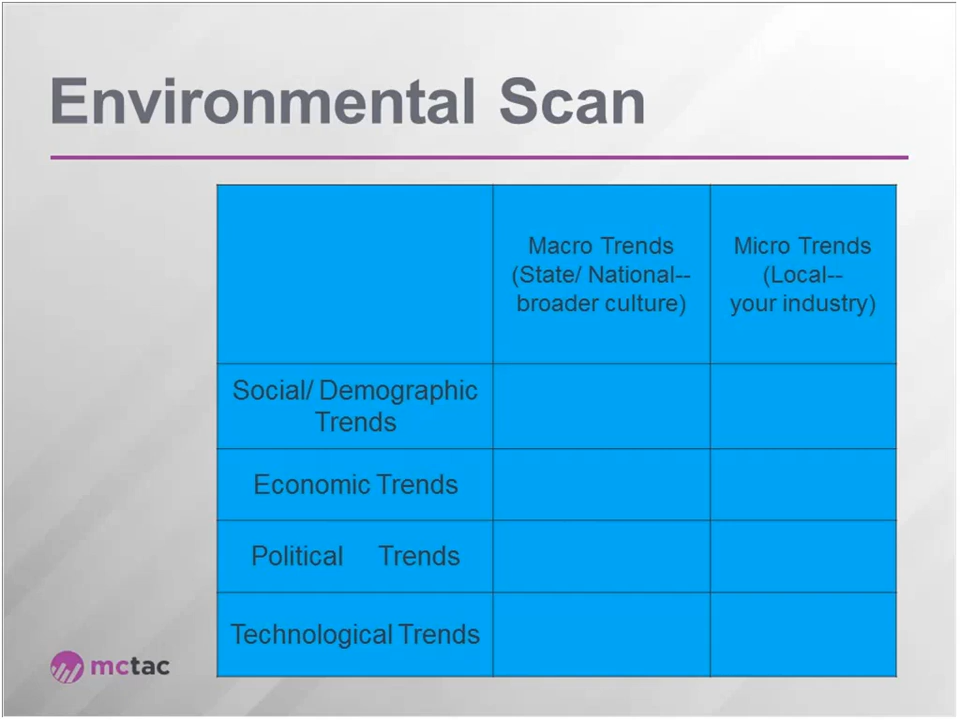 Environmental Scan
Macro Trends
(State/ National--
broader culture)
Micro Trends
(Local--
your industry)
Social/ Demographic
Trends
Economic Trends
Political Trends
Technological Trends
mctac